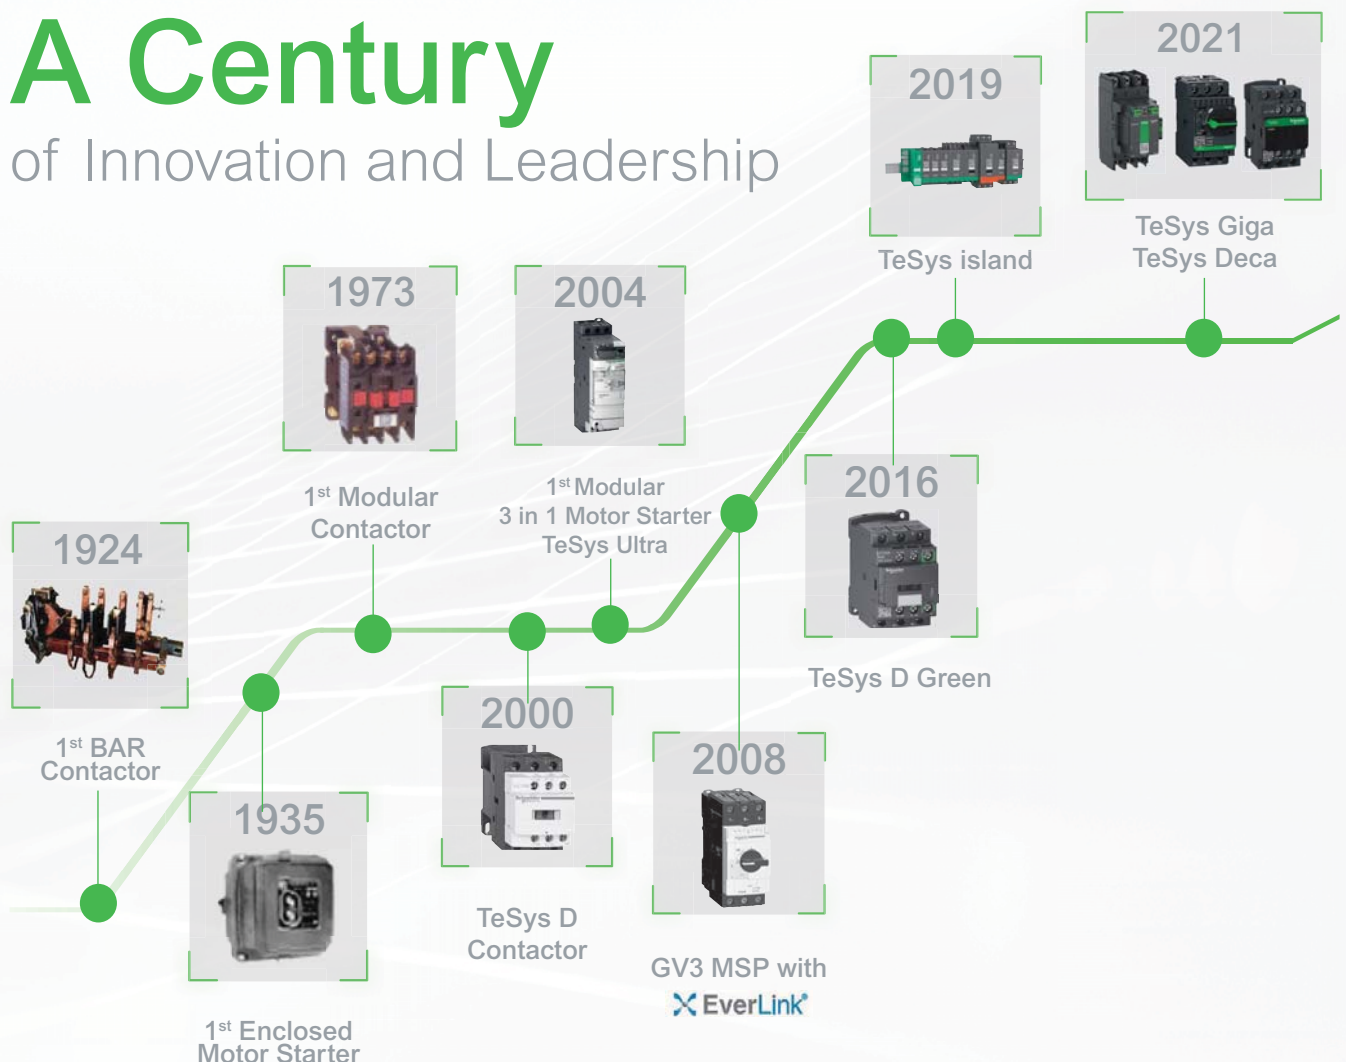 A Century
of Innovation and Leadership
1924
1st BAR
Contactor
1935
1st Enclosed
Motor Starter
1973
1st Modular
Contactor
2000
TeSys D
Contactor
2004
1st Modular
3 in 1 Motor Starter
TeSys Ultra
2008
GV3 MSP with
EverLink®
2016
TeSys D Green
2019
TeSys island
2021
TeSys Giga
TeSys Deca